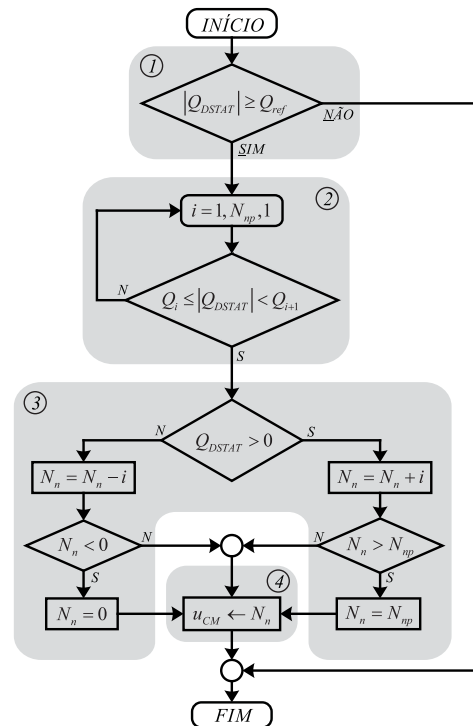 INÍCIO
1
|Q_DSTAT| ≥ Q_ref
NÃO
SIM
2
i = 1, N_np, 1
N
Q_i ≤ |Q_DSTAT| < Q_i+1
S
3
N
Q_DSTAT > 0
S
N_n = N_n − i
N_n = N_n + i
N_n < 0
N
N
N_n > N_np
S
4
S
N_n = 0
u_CM ← N_n
N_n = N_np
FIM